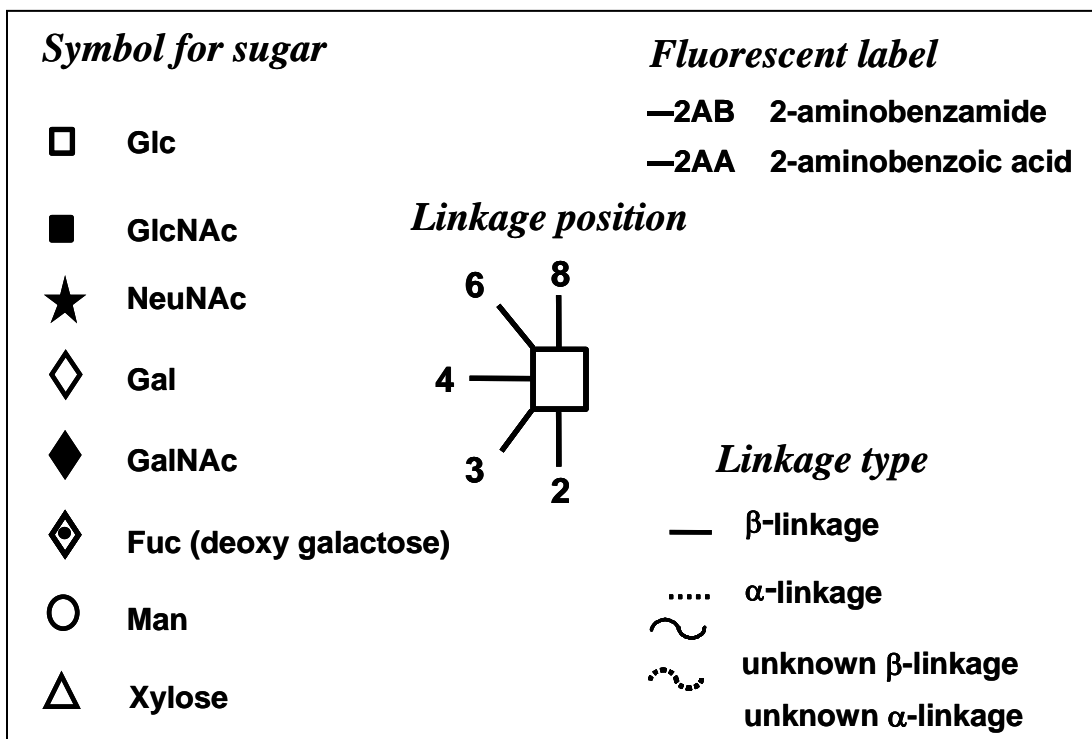 Symbol for sugar
Glc
GlcNAc
NeuNAc
Gal
GalNAc
Fuc (deoxy galactose)
Man
Xylose
Fluorescent label
—2AB 2-aminobenzamide
—2AA 2-aminobenzoic acid
Linkage position
8
6
4
3
2
Linkage type
β-linkage
α-linkage
unknown β-linkage
unknown α-linkage